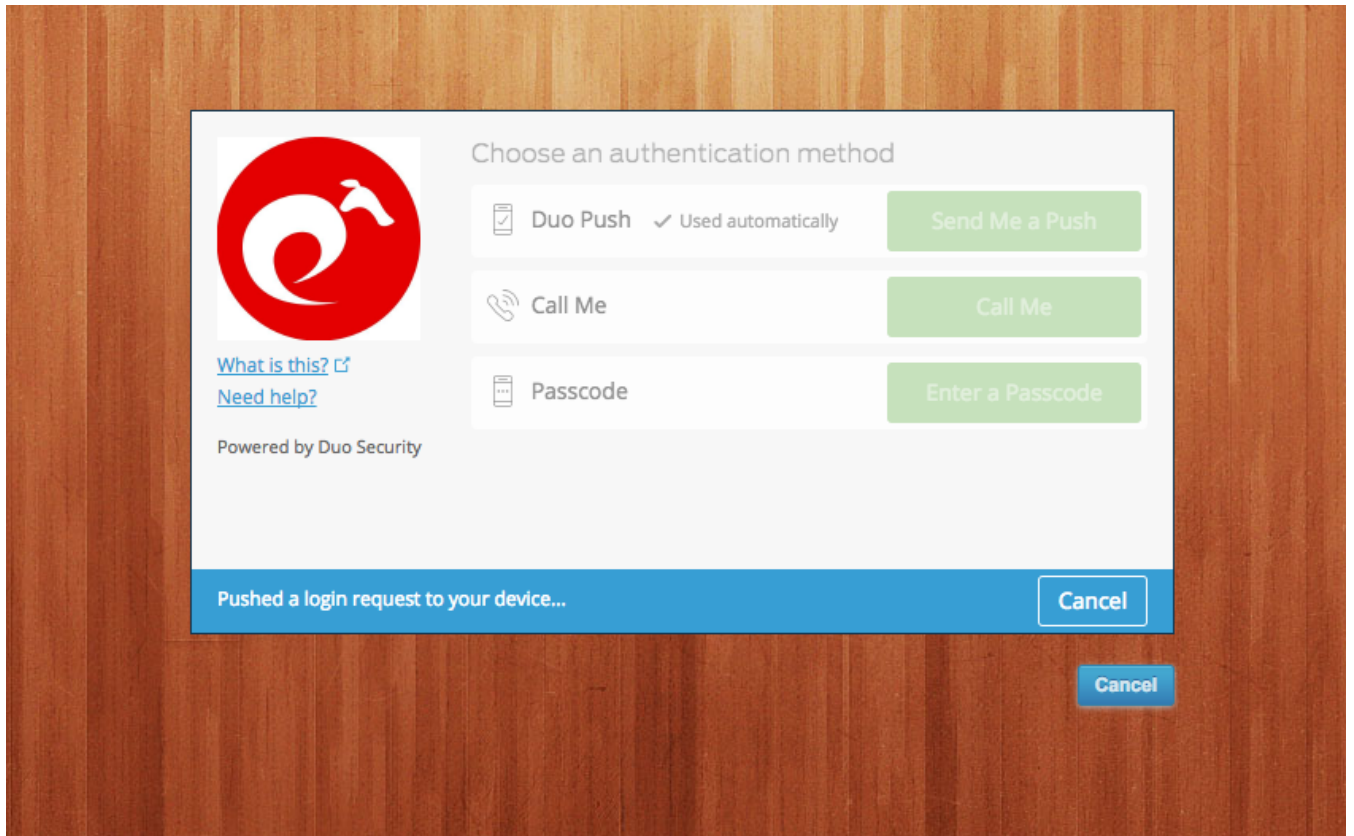 Choose an authentication method
Duo Push ✓ Used automatically Send Me a Push
Call Me Call Me
Passcode Enter a Passcode
What is this?
Need help?
Powered by Duo Security
Pushed a login request to your device... Cancel
Cancel